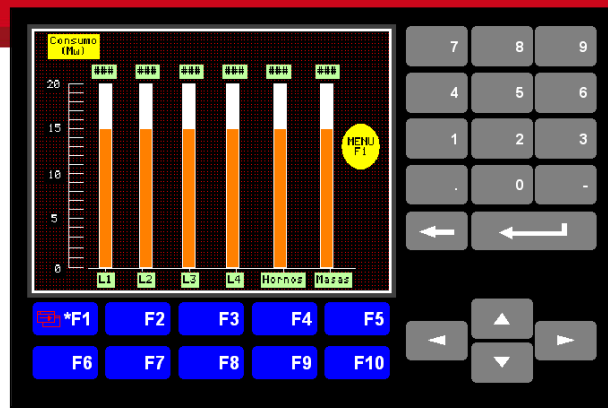 Consumo
(Mw)
### ### ### ### ### ###
20
15
10
5
0
MENU
F1
L1 L2 L3 L4 Hornos Masas
7 8 9
4 5 6
1 2 3
. 0 -
*F1 F2 F3 F4 F5
F6 F7 F8 F9 F10